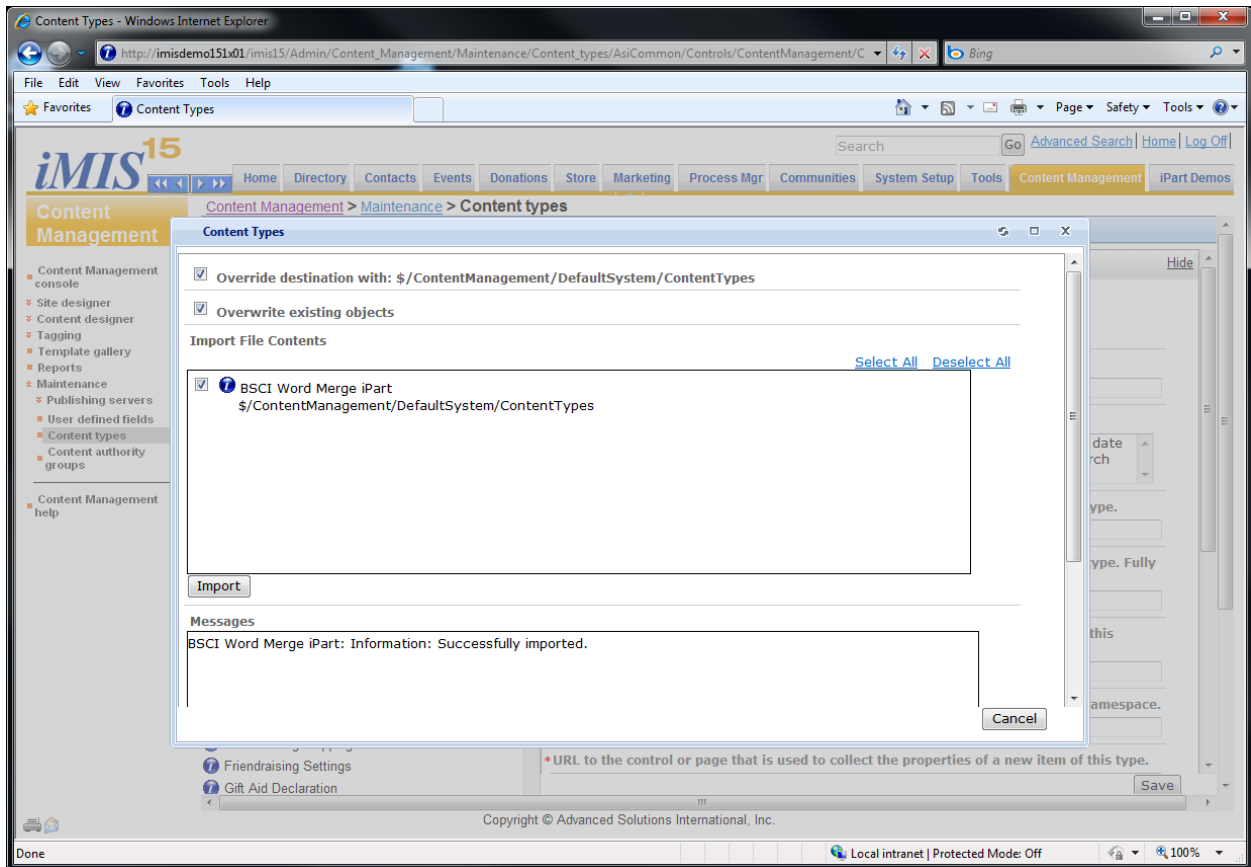 Content Types - Windows Internet Explorer
http://imisdemo151x01/imis15/Admin/Content_Management/Maintenance/Content_types/AsiCommon/Controls/ContentManagement/C
Bing
File Edit View Favorites Tools Help
Favorites Content Types Page Safety Tools
iMIS15
Search Go Advanced Search Home Log Off
Home Directory Contacts Events Donations Store Marketing Process Mgr Communities System Setup Tools Content Management iPart Demos
Content Management
Content Management > Maintenance > Content types
Content Types
Hide
Content Management console
Site designer
Content designer
Tagging
Template gallery
Reports
Maintenance
Publishing servers
User defined fields
Content types
Content authority groups
Content Management help
Override destination with: $/ContentManagement/DefaultSystem/ContentTypes
Overwrite existing objects
Import File Contents
Select All Deselect All
BSCI Word Merge iPart
$/ContentManagement/DefaultSystem/ContentTypes
Import
Messages
BSCI Word Merge iPart: Information: Successfully imported.
Cancel
date
rch
ype.
ype. Fully
this
amespace.
Friendraising Settings
Gift Aid Declaration
*URL to the control or page that is used to collect the properties of a new item of this type.
Save
Copyright © Advanced Solutions International, Inc.
Done Local intranet | Protected Mode: Off 100%